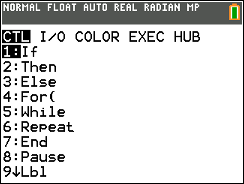 NORMAL FLOAT AUTO REAL RADIAN MP
CTL I/O COLOR EXEC HUB
1:If
2:Then
3:Else
4:For(
5:While
6:Repeat
7:End
8:Pause
9↓Lbl